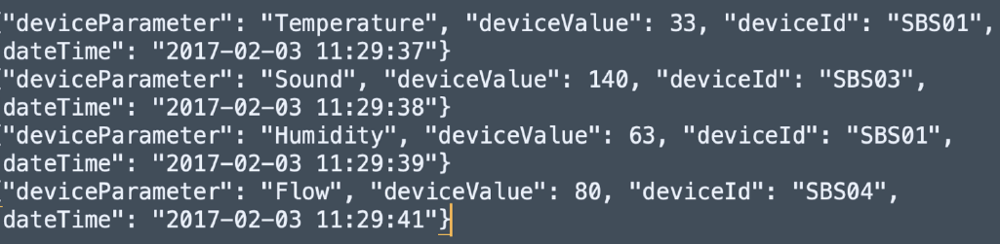 {"deviceParameter": "Temperature", "deviceValue": 33, "deviceId": "SBS01",
dateTime": "2017-02-03 11:29:37"}
{"deviceParameter": "Sound", "deviceValue": 140, "deviceId": "SBS03",
dateTime": "2017-02-03 11:29:38"}
{"deviceParameter": "Humidity", "deviceValue": 63, "deviceId": "SBS01",
dateTime": "2017-02-03 11:29:39"}
{"deviceParameter": "Flow", "deviceValue": 80, "deviceId": "SBS04",
dateTime": "2017-02-03 11:29:41"}